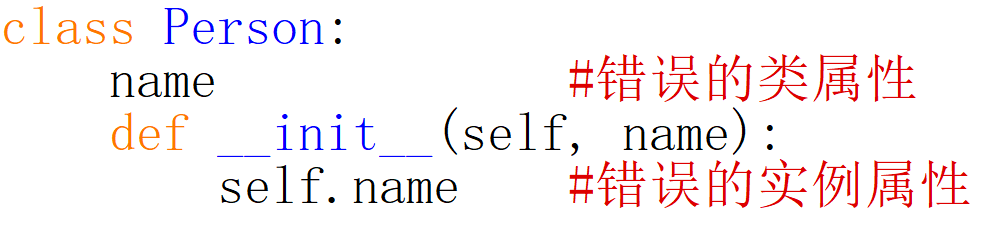 class Person:
    name             #错误的类属性
    def __init__(self, name):
        self.name    #错误的实例属性